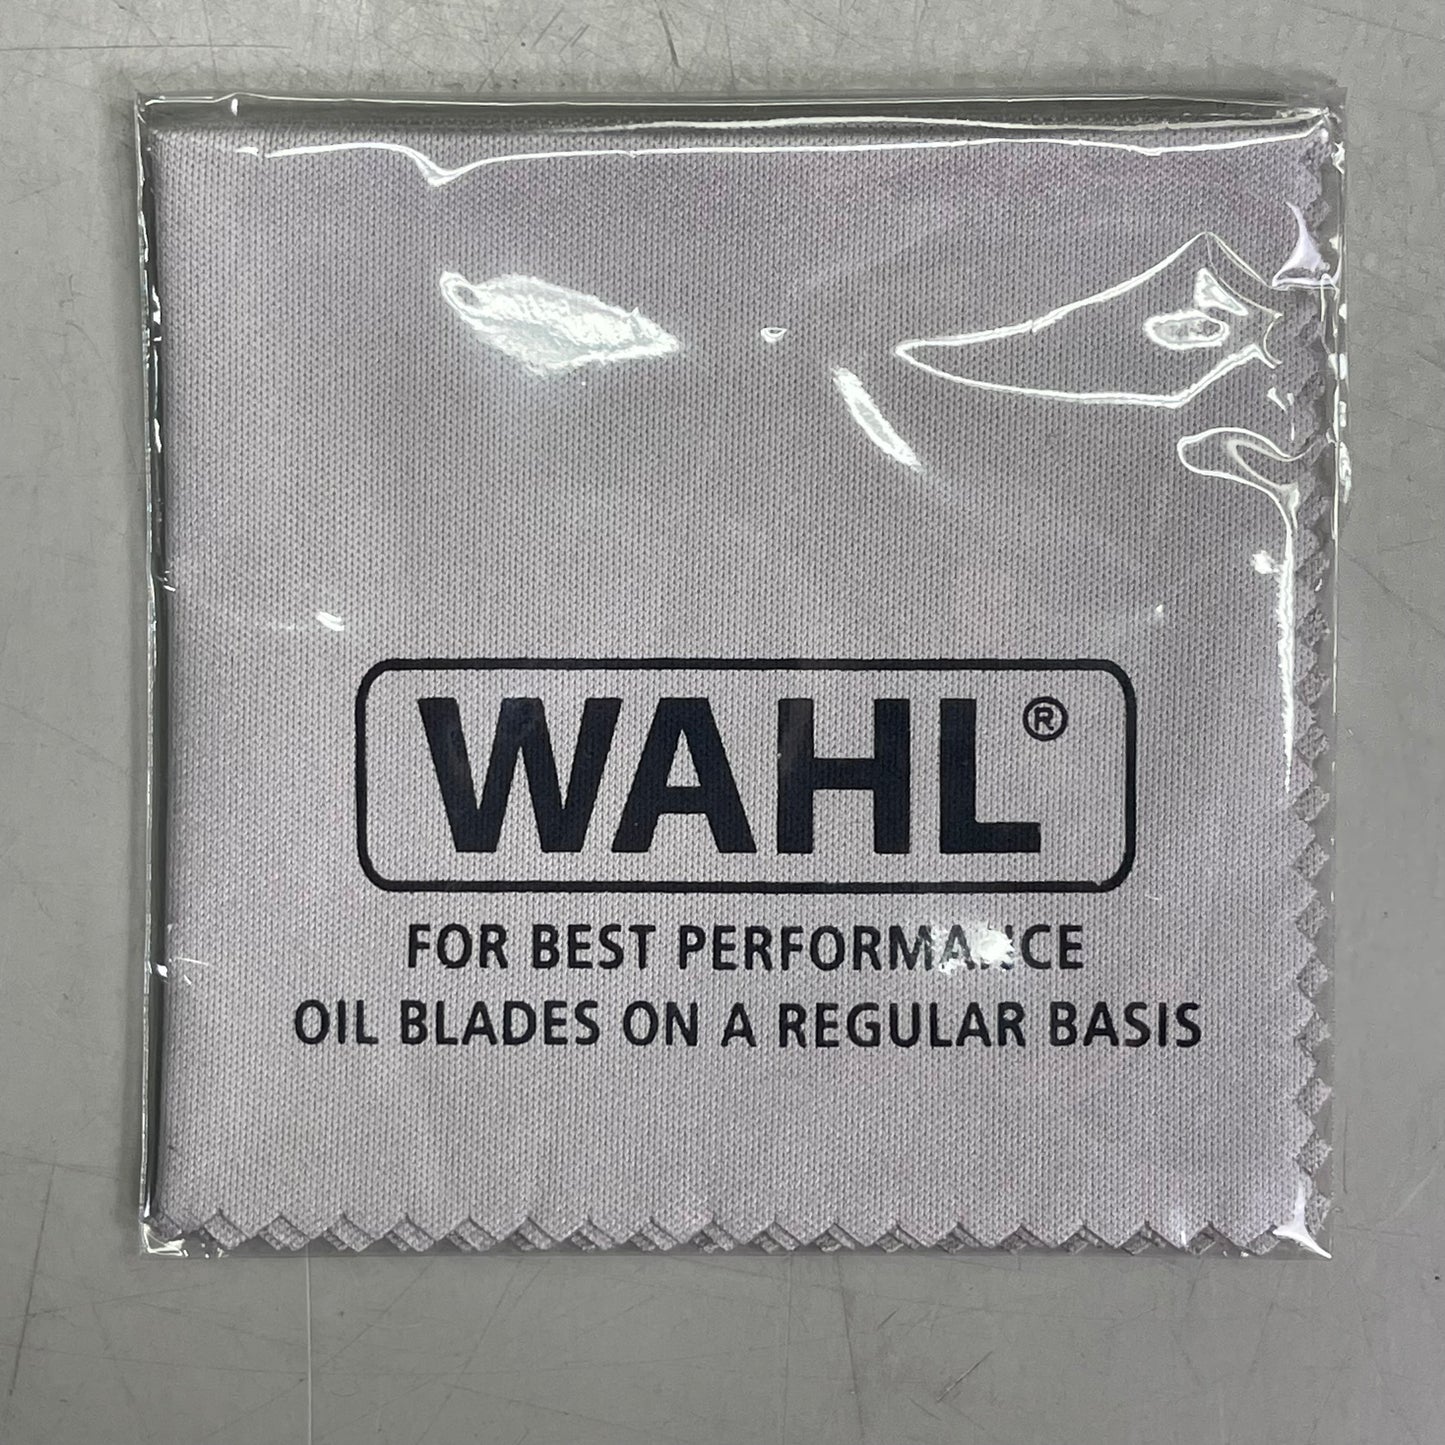 WAHL®
FOR BEST PERFORMANCE
OIL BLADES ON A REGULAR BASIS